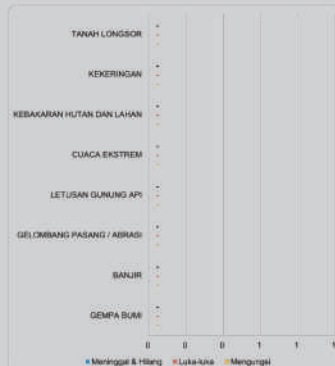 TANAH LONGSOR
KEKERINGAN
KEBAKARAN HUTAN DAN LAHAN
CUACA EKSTREM
LETUSAN GUNUNG API
GELOMBANG PASANG / ABRASI
BANJIR
GEMPA BUMI
0 0 0 1 1 1
Meninggal & Hilang Luka-luka Mengungsi